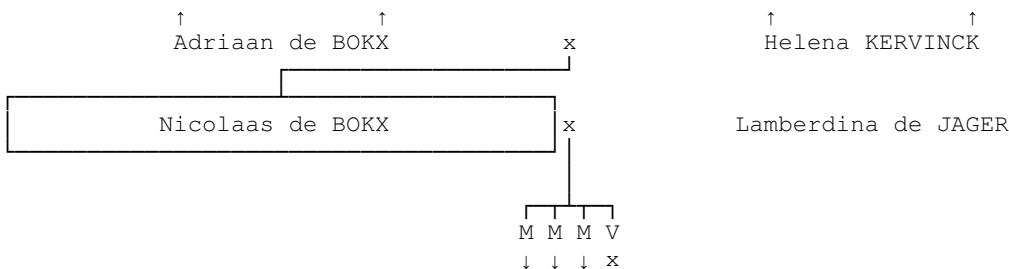 ↑ ↑ ↑ ↑
Adriaan de BOKX x Helena KERVINCK
Nicolaas de BOKX x Lamberdina de JAGER
M M M V
↓ ↓ ↓ x